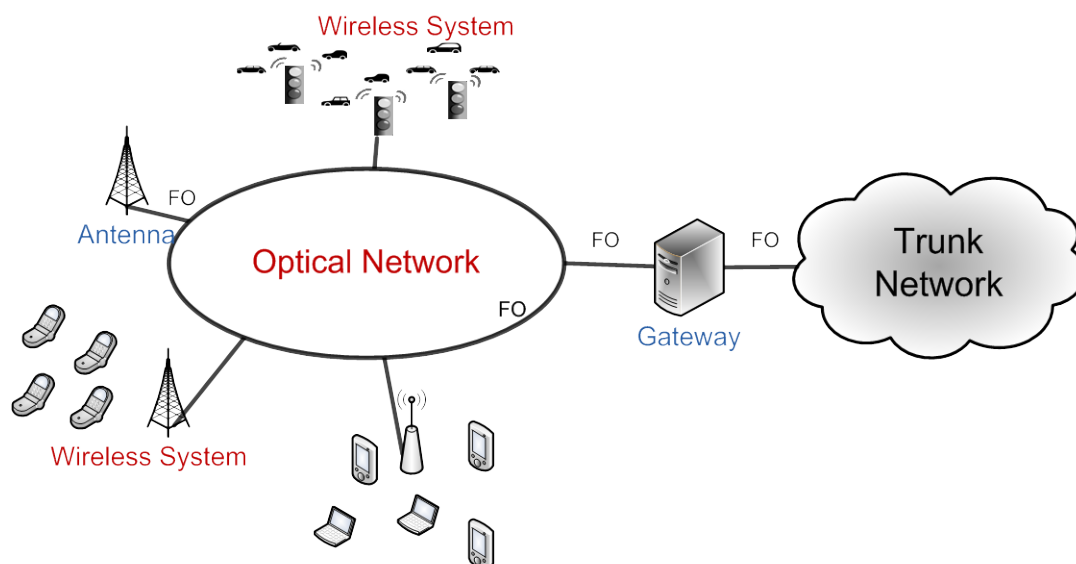 Wireless System
FO
Antenna
Optical Network
FO
FO
FO
Gateway
Trunk
Network
Wireless System